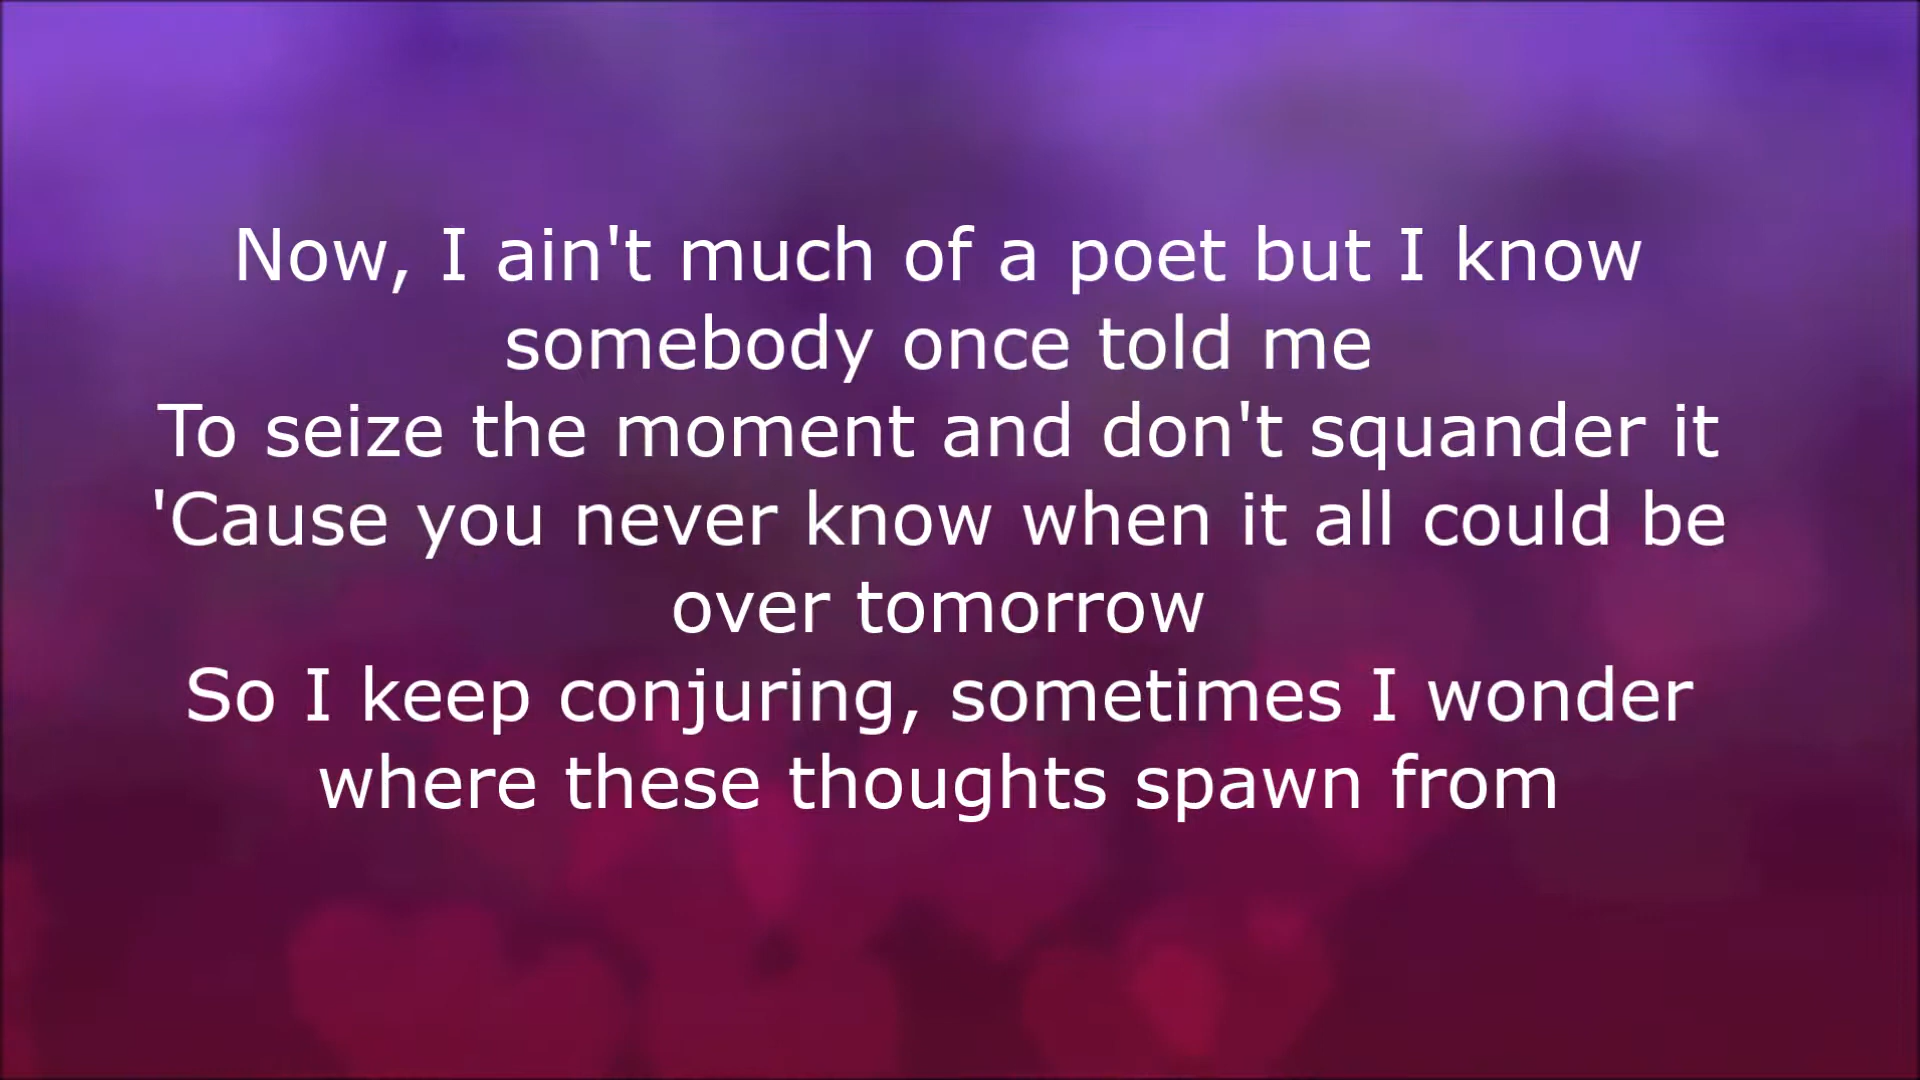 Now, I ain't much of a poet but I know
somebody once told me
To seize the moment and don't squander it
'Cause you never know when it all could be
over tomorrow
So I keep conjuring, sometimes I wonder
where these thoughts spawn from